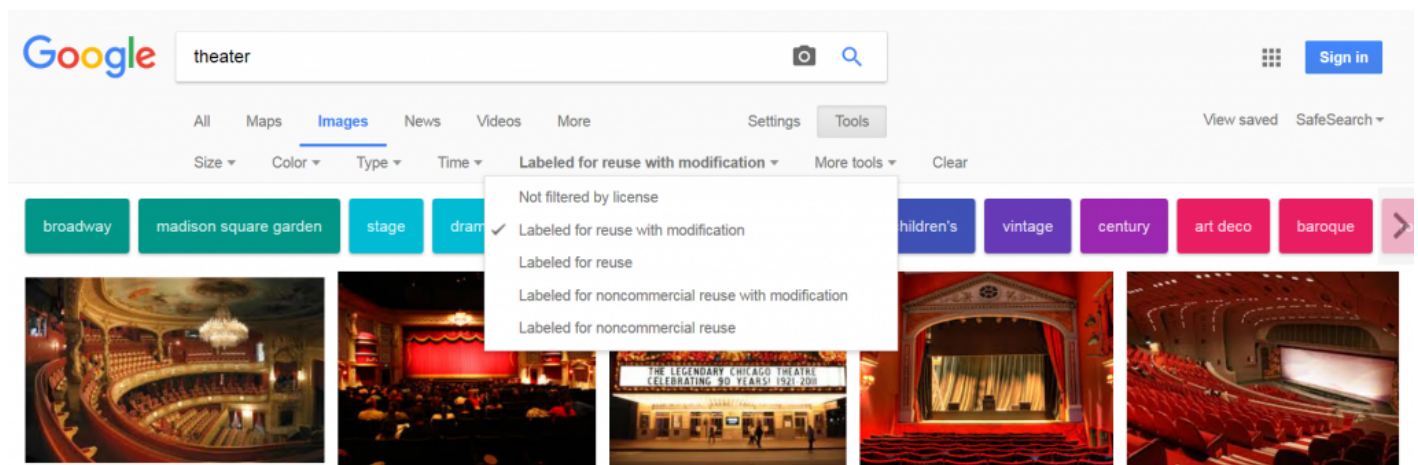 Google theater Sign in
All Maps Images News Videos More Settings Tools View saved SafeSearch
Size Color Type Time Labeled for reuse with modification More tools Clear
Not filtered by license
broadway madison square garden stage Labeled for reuse with modification vintage century art deco baroque
Labeled for reuse
Labeled for noncommercial reuse with modification
Labeled for noncommercial reuse
THE LEGENDARY CHICAGO THEATRE
CELEBRATING 90 YEARS! 1921-2011